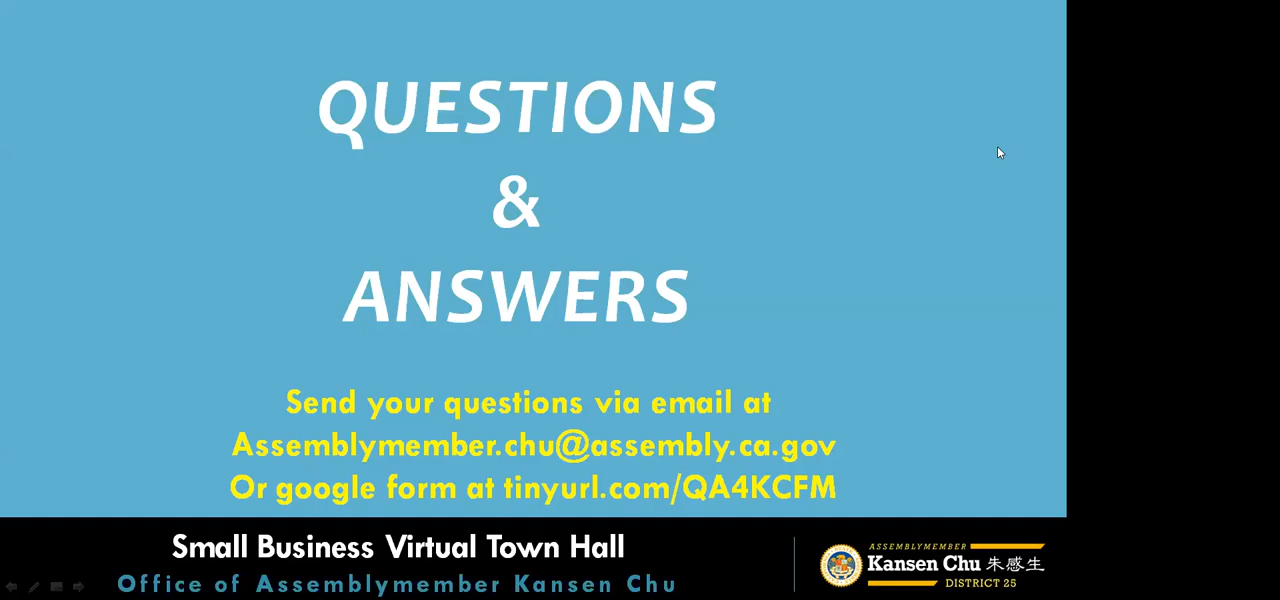 QUESTIONS
&
ANSWERS
Send your questions via email at
Assemblymember.chu@assembly.ca.gov
Or google form at tinyurl.com/QA4KCFM
Small Business Virtual Town Hall
Office of Assemblymember Kansen Chu
ASSEMBLYMEMBER
Kansen Chu 朱感生
DISTRICT 25